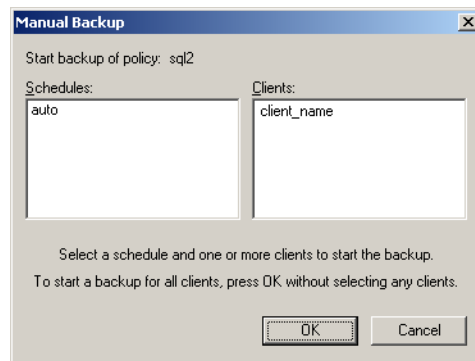 Manual Backup
Start backup of policy: sql2
Schedules: Clients:
auto client_name
Select a schedule and one or more clients to start the backup.
To start a backup for all clients, press OK without selecting any clients.
OK Cancel